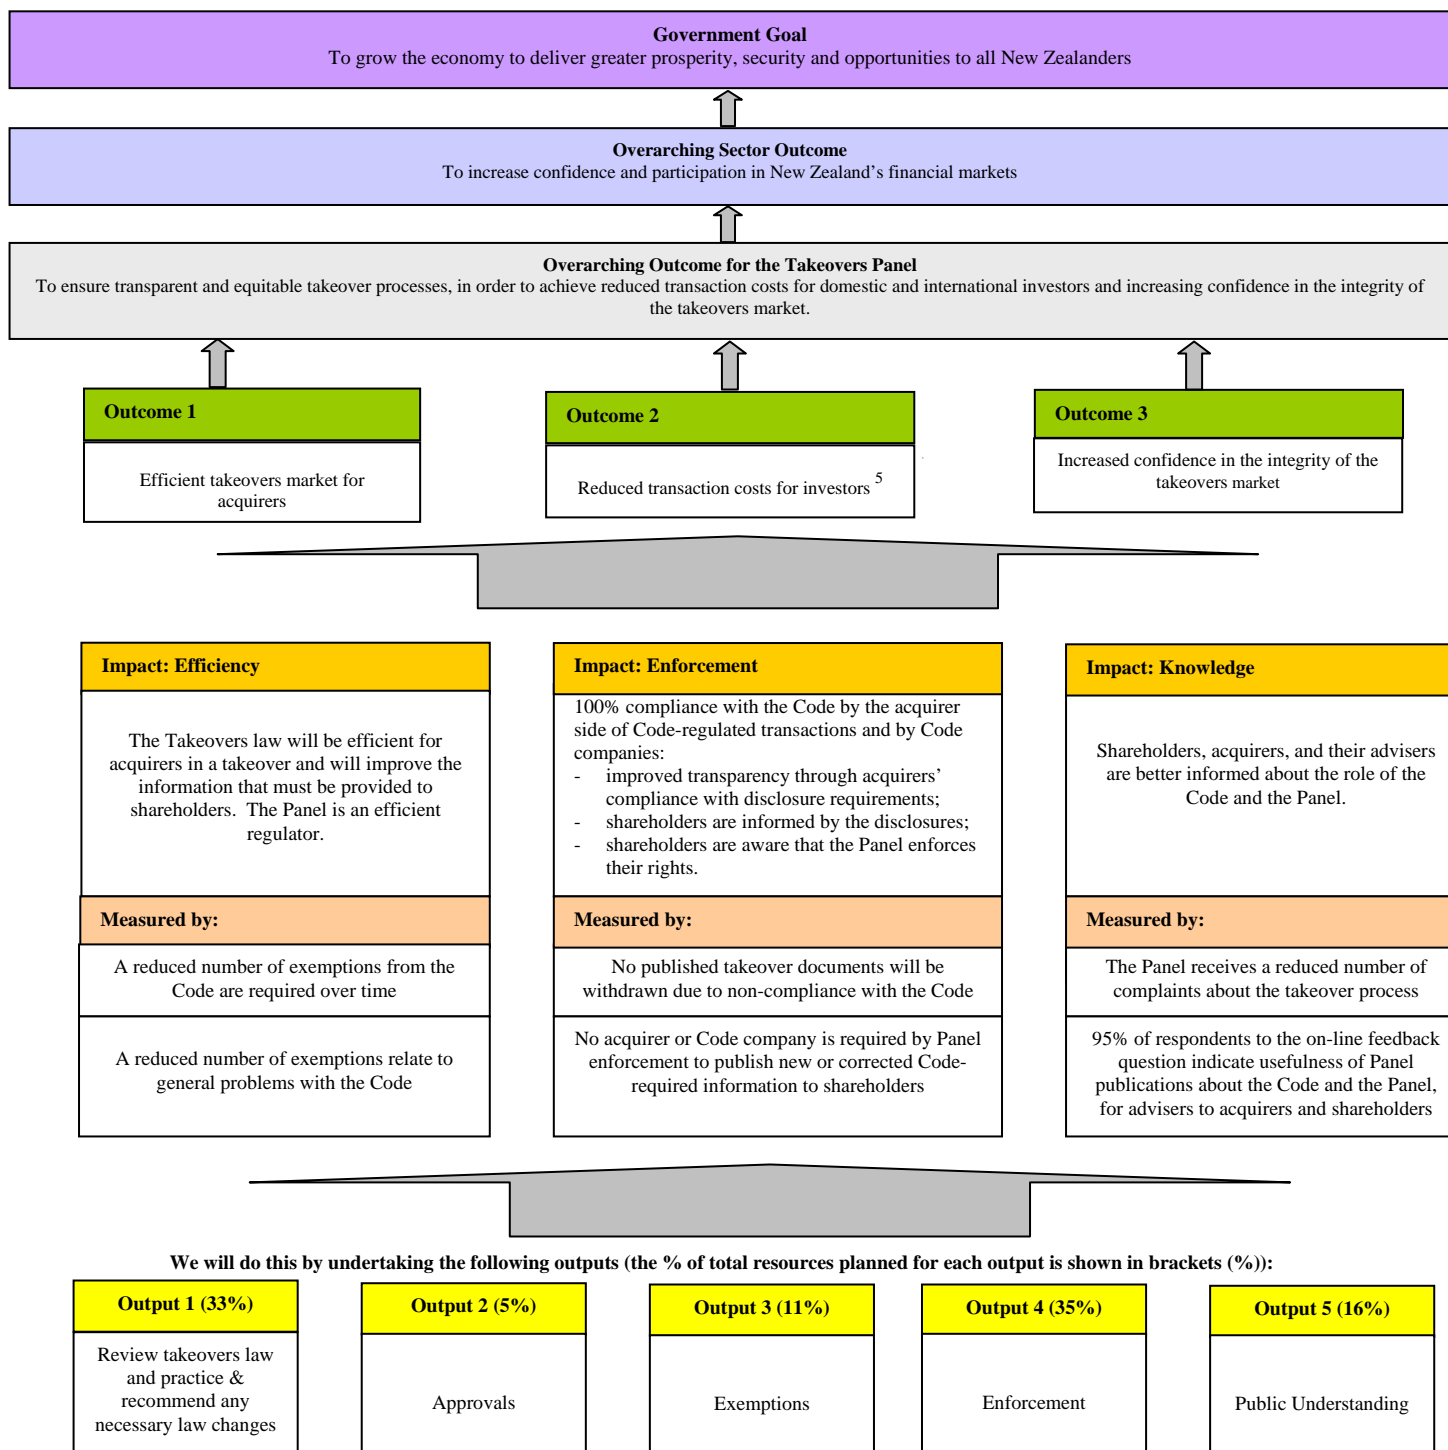 Government Goal
To grow the economy to deliver greater prosperity, security and opportunities to all New Zealanders
Overarching Sector Outcome
To increase confidence and participation in New Zealand's financial markets
Overarching Outcome for the Takeovers Panel
To ensure transparent and equitable takeover processes, in order to achieve reduced transaction costs for domestic and international investors and increasing confidence in the integrity of
the takeovers market.
Outcome 1
Efficient takeovers market for
acquirers
Outcome 2
Reduced transaction costs for investors 5
Outcome 3
Increased confidence in the integrity of the
takeovers market
Impact: Efficiency
The Takeovers law will be efficient for
acquirers in a takeover and will improve the
information that must be provided to
shareholders.  The Panel is an efficient
regulator.
Measured by:
A reduced number of exemptions from the
Code are required over time
A reduced number of exemptions relate to
general problems with the Code
Impact: Enforcement
100% compliance with the Code by the acquirer
side of Code-regulated transactions and by Code
companies:
- improved transparency through acquirers'
compliance with disclosure requirements;
- shareholders are informed by the disclosures;
- shareholders are aware that the Panel enforces
their rights.
Measured by:
No published takeover documents will be
withdrawn due to non-compliance with the Code
No acquirer or Code company is required by Panel
enforcement to publish new or corrected Code-
required information to shareholders
Impact: Knowledge
Shareholders, acquirers, and their advisers
are better informed about the role of the
Code and the Panel.
Measured by:
The Panel receives a reduced number of
complaints about the takeover process
95% of respondents to the on-line feedback
question indicate usefulness of Panel
publications about the Code and the Panel,
for advisers to acquirers and shareholders
We will do this by undertaking the following outputs (the % of total resources planned for each output is shown in brackets (%)):
Output 1 (33%)
Review takeovers law
and practice &
recommend any
necessary law changes
Output 2 (5%)
Approvals
Output 3 (11%)
Exemptions
Output 4 (35%)
Enforcement
Output 5 (16%)
Public Understanding